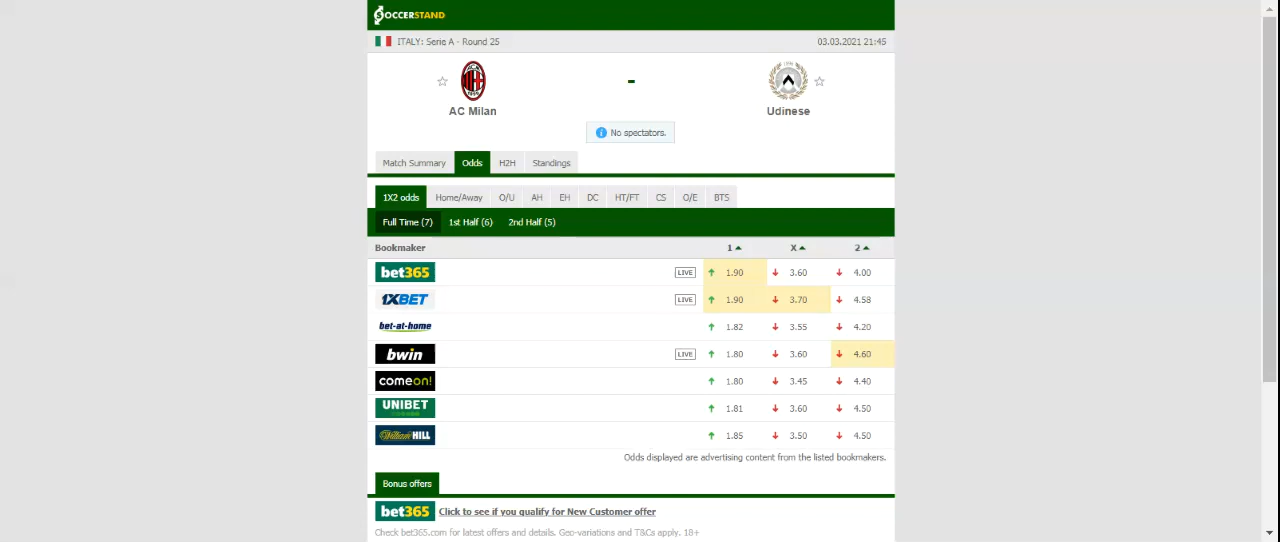 SOCCERSTAND
ITALY: Serie A - Round 25 03.03.2021 21:45
-
AC Milan Udinese
No spectators.
Match Summary Odds H2H Standings
1X2 odds Home/Away O/U AH EH DC HT/FT CS O/E BTS
Full Time (7) 1st Half (6) 2nd Half (5)
Bookmaker 1 X 2
bet365 LIVE 1.90 3.60 4.00
1XBET LIVE 1.90 3.70 4.58
bet-at-home 1.82 3.55 4.20
bwin LIVE 1.80 3.60 4.60
comeon! 1.80 3.45 4.40
UNIBET 1.81 3.60 4.50
William HILL 1.85 3.50 4.50
Odds displayed are advertising content from the listed bookmakers.
Bonus offers
bet365 Click to see if you qualify for New Customer offer
Check bet365.com for latest offers and details. Geo-variations and T&Cs apply. 18+